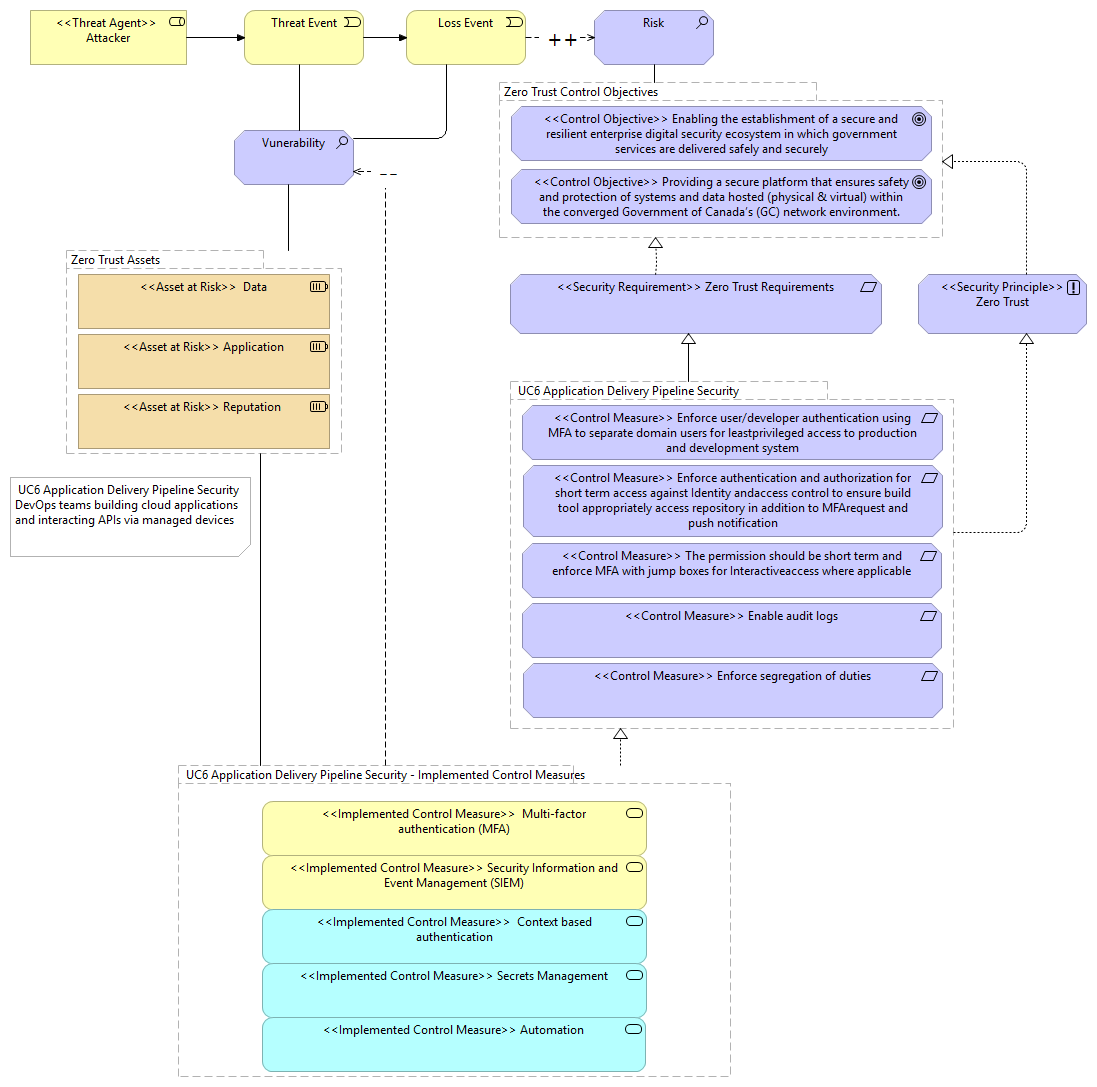 <<Threat Agent>>
Attacker
Threat Event
Loss Event
++
Risk
Zero Trust Control Objectives
<<Control Objective>> Enabling the establishment of a secure and
resilient enterprise digital security ecosystem in which government
services are delivered safely and securely
<<Control Objective>> Providing a secure platform that ensures safety
and protection of systems and data hosted (physical & virtual) within
the converged Government of Canada's (GC) network environment.
Vunerability
--
Zero Trust Assets
<<Asset at Risk>> Data
<<Asset at Risk>> Application
<<Asset at Risk>> Reputation
<<Security Requirement>> Zero Trust Requirements
<<Security Principle>>
Zero Trust
UC6 Application Delivery Pipeline Security
<<Control Measure>> Enforce user/developer authentication using
MFA to separate domain users for leastprivileged access to production
and development system
<<Control Measure>> Enforce authentication and authorization for
short term access against Identity andaccess control to ensure build
tool appropriately access repository in addition to MFArequest and
push notification
<<Control Measure>> The permission should be short term and
enforce MFA with jump boxes for Interactiveaccess where applicable
<<Control Measure>> Enable audit logs
<<Control Measure>> Enforce segregation of duties
UC6 Application Delivery Pipeline Security
DevOps teams building cloud applications
and interacting APIs via managed devices
UC6 Application Delivery Pipeline Security - Implemented Control Measures
<<Implemented Control Measure>> Multi-factor
authentication (MFA)
<<Implemented Control Measure>> Security Information and
Event Management (SIEM)
<<Implemented Control Measure>> Context based
authentication
<<Implemented Control Measure>> Secrets Management
<<Implemented Control Measure>> Automation